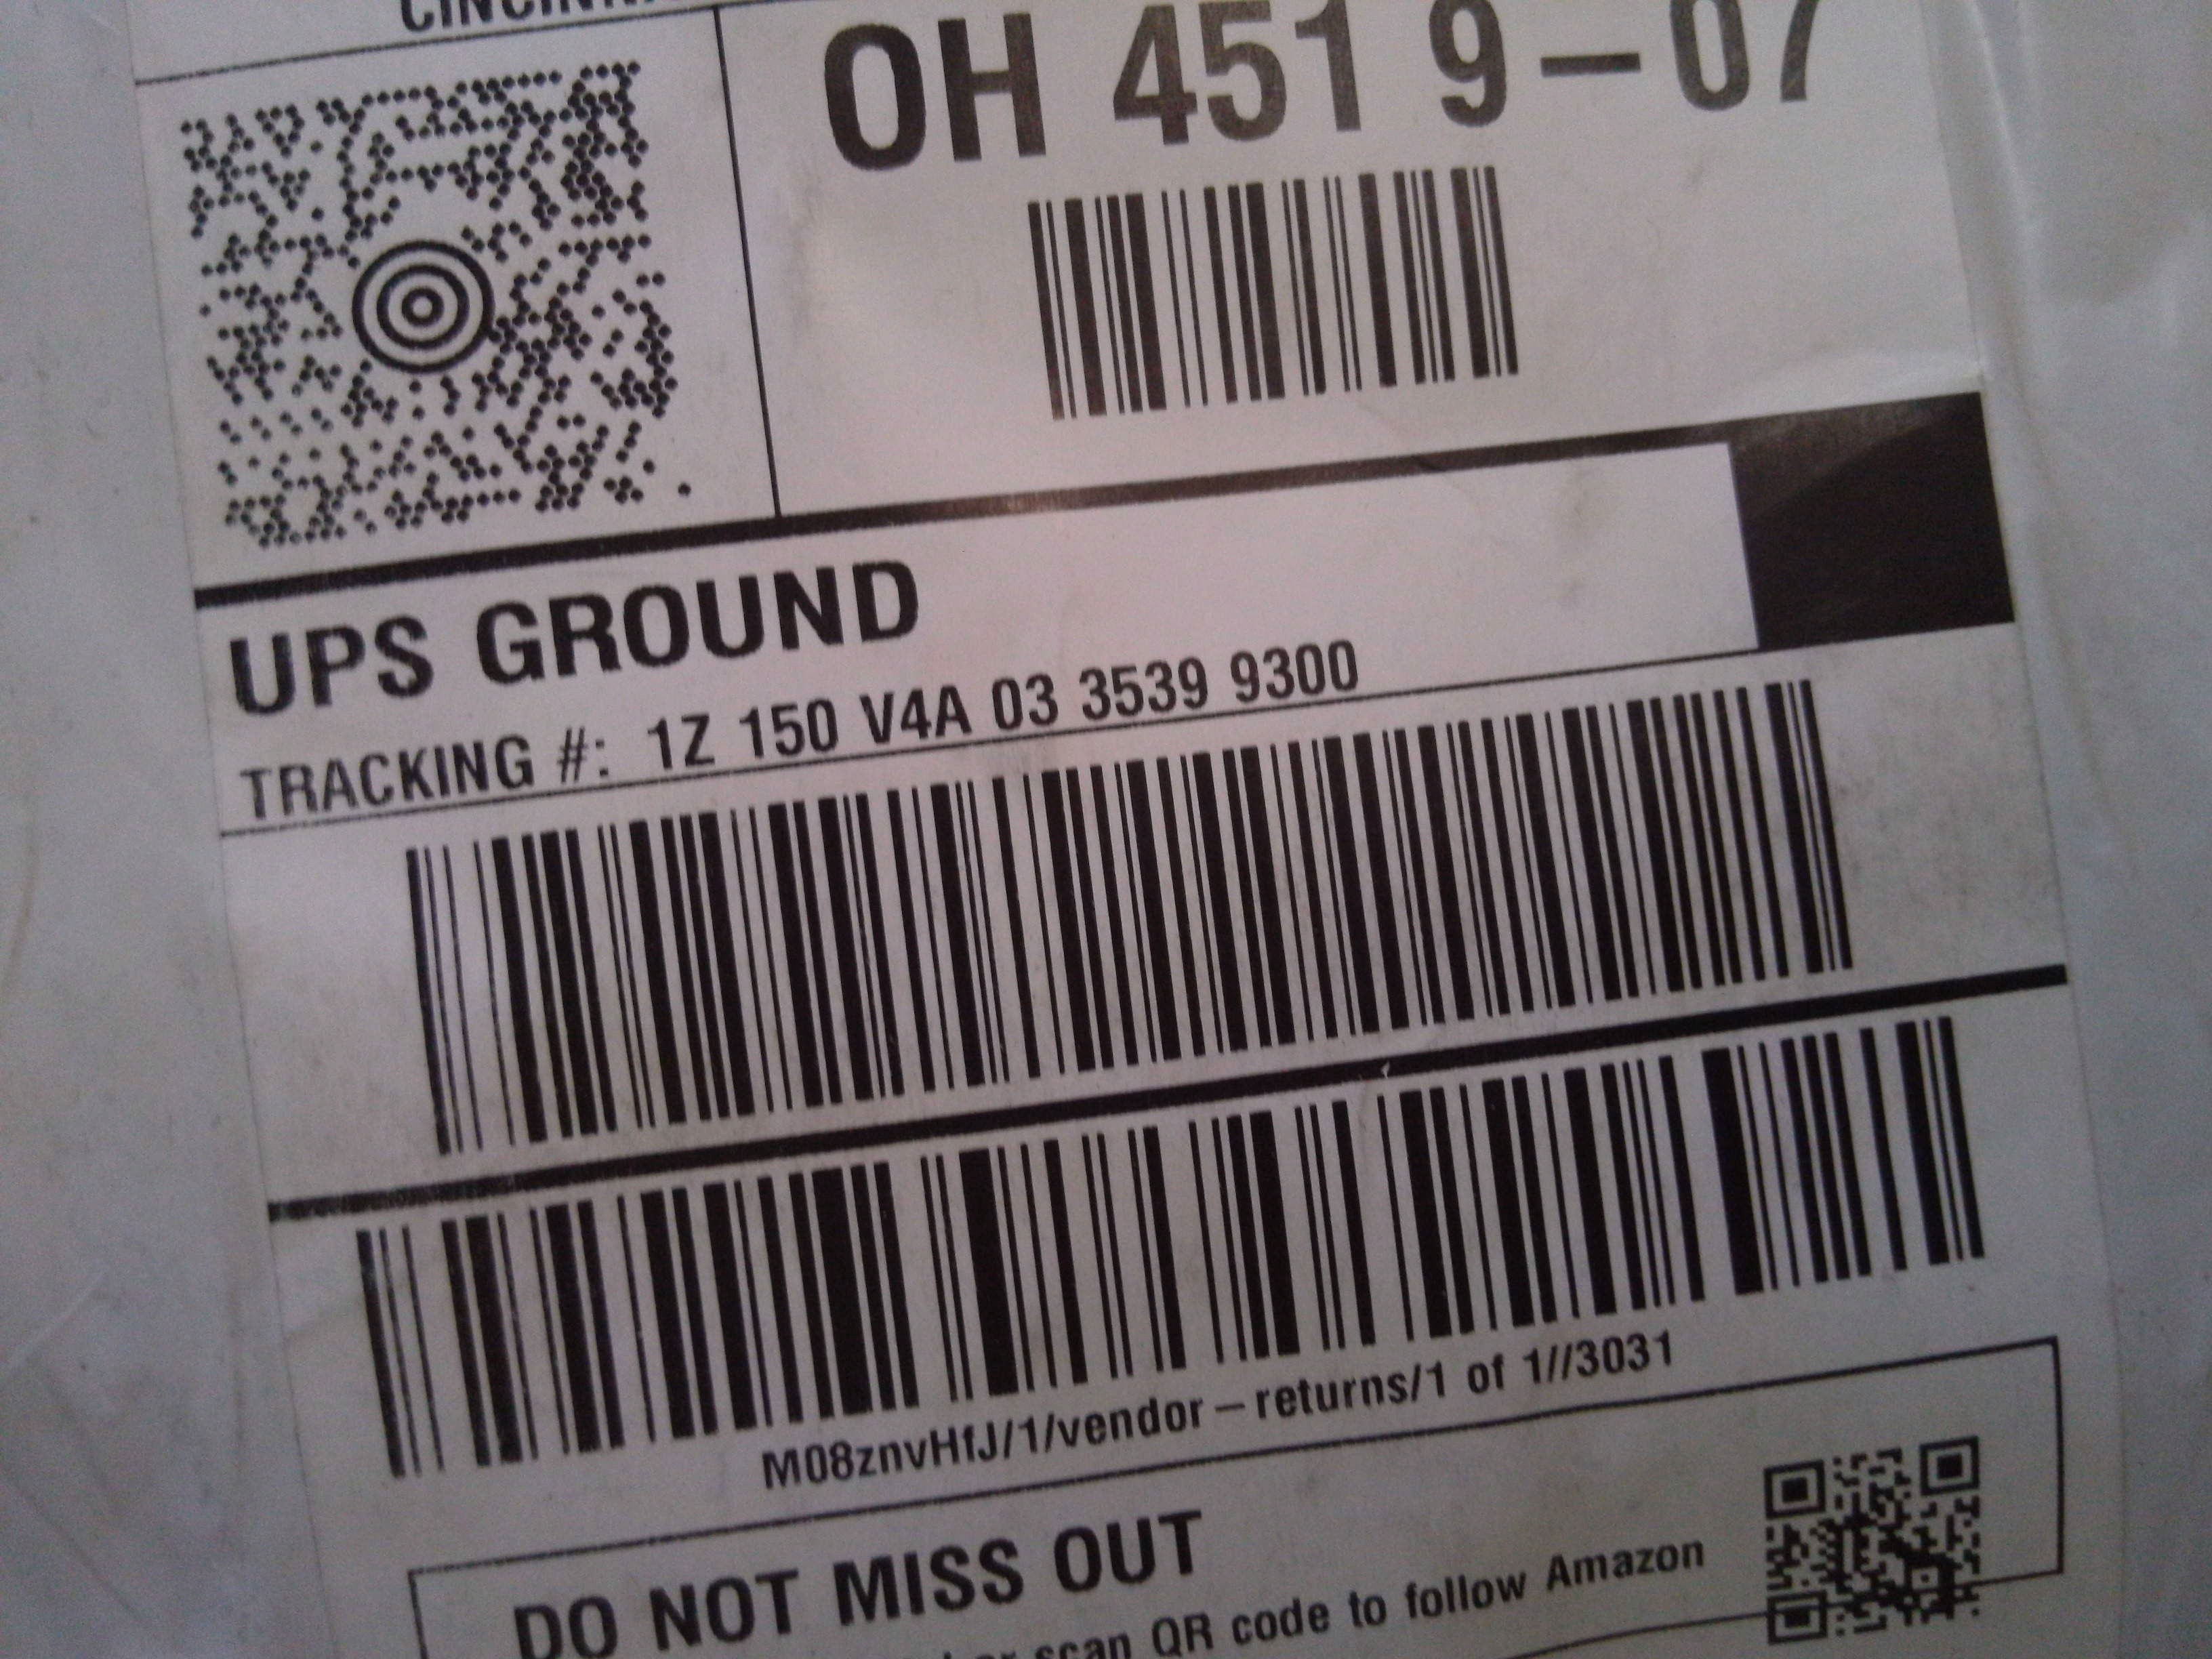 OH 451 9-07
UPS GROUND
TRACKING #: 1Z 150 V4A 03 3539 9300
M08znvHfJ/1/vendor-returns/1 of 1//3031
DO NOT MISS OUT
scan QR code to follow Amazon